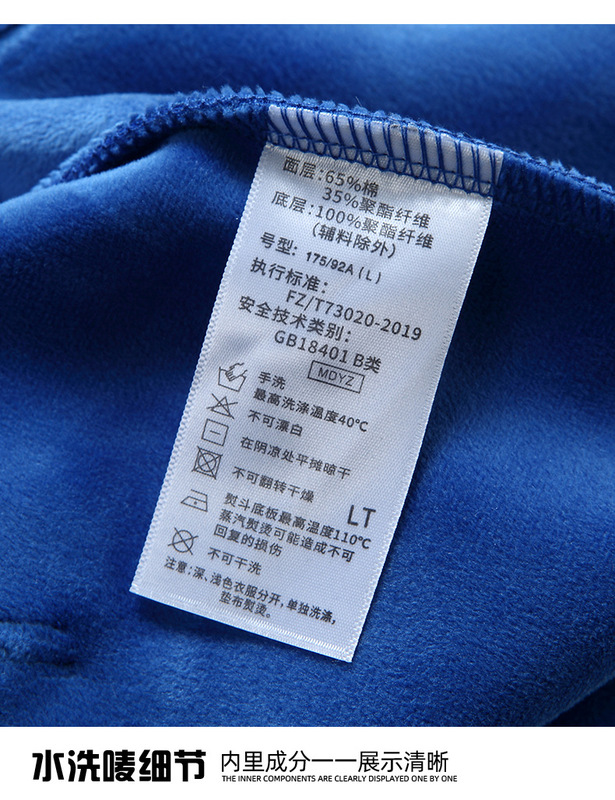 面层:65%棉
35%聚酯纤维
底层:100%聚酯纤维
(辅料除外)
号型: 175/92A(L)
执行标准:
FZ/T73020-2019
安全技术类别:
GB18401 B类
MDYZ
手洗
最高洗涤温度40℃
不可漂白
在阴凉处平摊晾干
不可翻转干燥
LT
熨斗底板最高温度110℃
蒸汽熨烫可能造成不可
回复的损伤
不可干洗
注意:深、浅色衣服分开,单独洗涤,
垫布熨烫。
水洗唛细节
内里成分一一展示清晰
THE INNER COMPONENTS ARE CLEARLY DISPLAYED ONE BY ONE